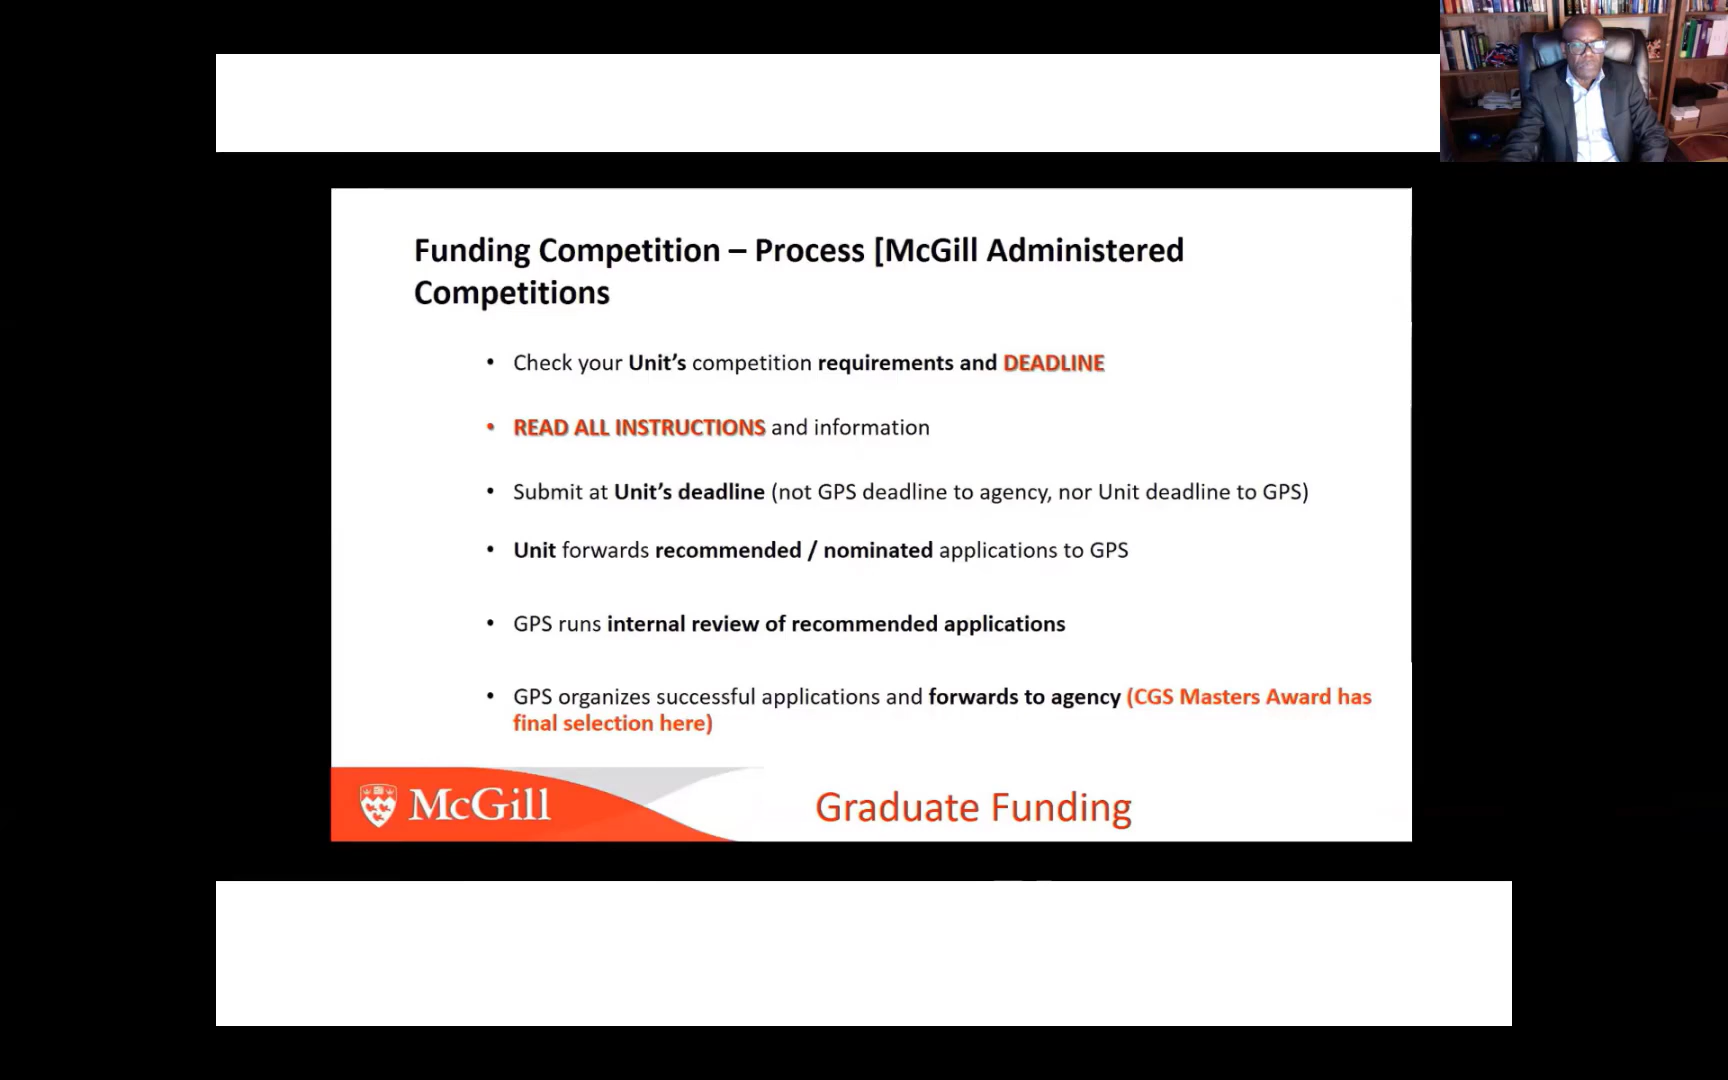 Funding Competition – Process [McGill Administered
Competitions
• Check your Unit's competition requirements and DEADLINE
• READ ALL INSTRUCTIONS and information
• Submit at Unit's deadline (not GPS deadline to agency, nor Unit deadline to GPS)
• Unit forwards recommended / nominated applications to GPS
• GPS runs internal review of recommended applications
• GPS organizes successful applications and forwards to agency (CGS Masters Award has
final selection here)
McGill
Graduate Funding